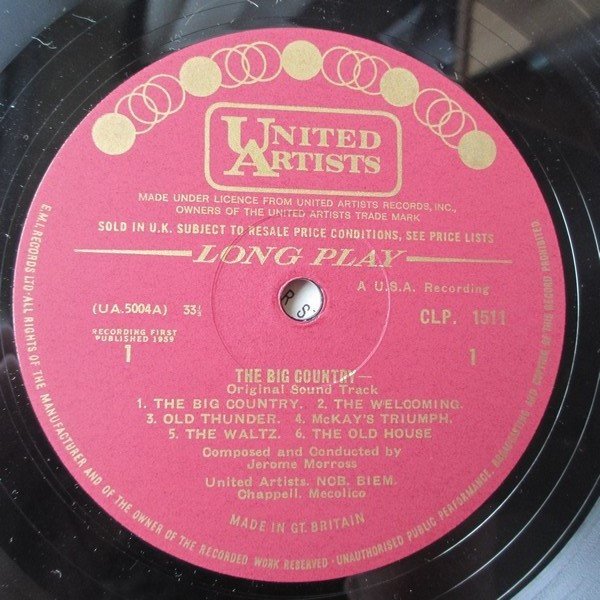 UNITED
ARTISTS
MADE UNDER LICENCE FROM UNITED ARTISTS RECORDS, INC.,
OWNERS OF THE UNITED ARTISTS TRADE MARK
SOLD IN U.K. SUBJECT TO RESALE PRICE CONDITIONS, SEE PRICE LISTS
LONG PLAY
A U.S.A. Recording
(UA.5004A) 33⅓
CLP. 1511
RECORDING FIRST
PUBLISHED 1959
1
1
R S
THE BIG COUNTRY—
Original Sound Track
1. THE BIG COUNTRY. 2. THE WELCOMING.
3. OLD THUNDER. 4. McKAY'S TRIUMPH.
5. THE WALTZ. 6. THE OLD HOUSE
Composed and Conducted by
Jerome Morross
United Artists. NCB. BIEM.
Chappell. Mecolico
MADE IN GT. BRITAIN
E.M.I. RECORDS LTD ALL RIGHTS OF THE MANUFACTURER AND OF THE OWNER OF THE RECORDED WORK RESERVED · UNAUTHORISED PUBLIC PERFORMANCE, BROADCASTING AND COPYING OF THIS RECORD PROHIBITED